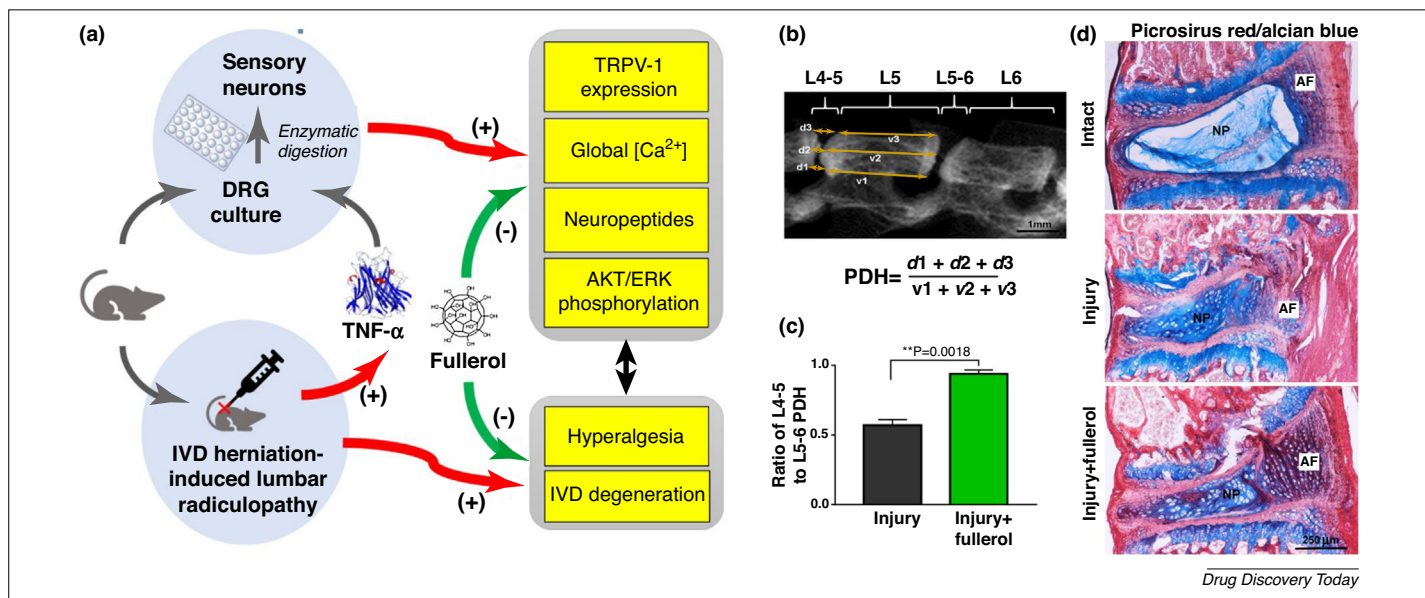 (a)
Sensory
neurons
Enzymatic
digestion
DRG
culture
TNF-α
Fullerol
IVD herniation-
induced lumbar
radiculopathy
(+)
(+)
(+)
(-)
(-)
TRPV-1
expression
Global [Ca²⁺]
Neuropeptides
AKT/ERK
phosphorylation
Hyperalgesia
IVD degeneration
(b)
L4-5 L5 L5-6 L6
d3 v3
d2 v2
d1 v1
1mm
PDH= d1 + d2 + d3
v1 + v2 + v3
(c)
**P=0.0018
Ratio of L4-5
to L5-6 PDH
1.0
0.5
0.0
Injury
Injury+
fullerol
(d)
Picrosirus red/alcian blue
Intact
NP
AF
Injury
NP
AF
Injury+fullerol
NP
AF
250 μm
Drug Discovery Today